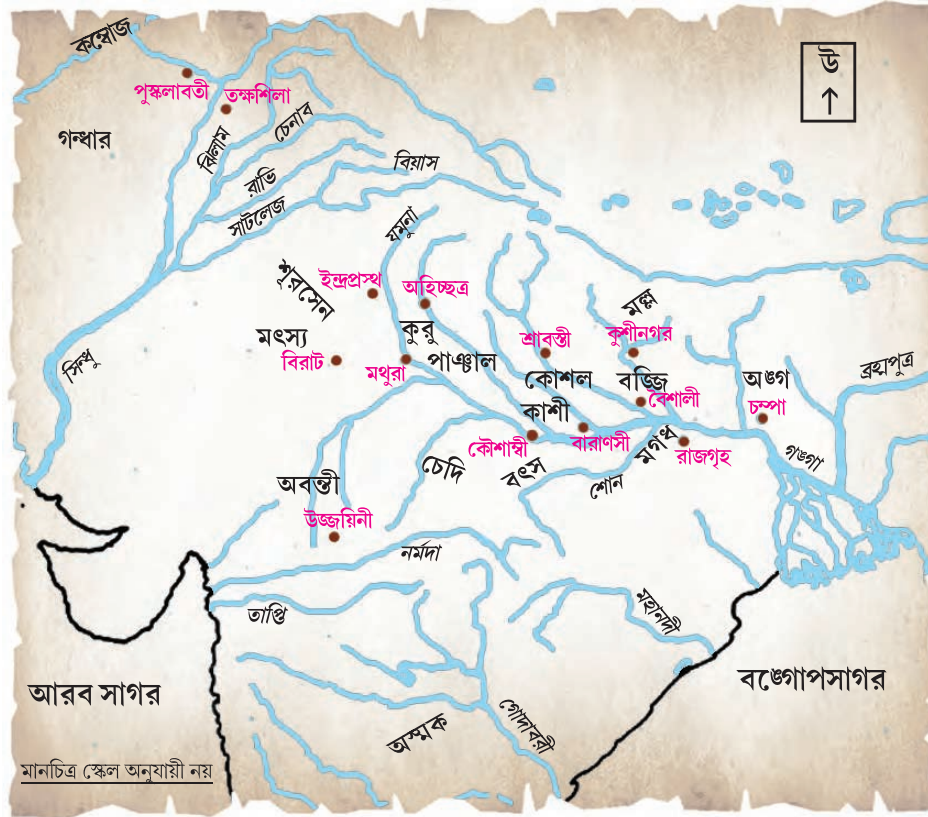 কম্বোজ
উ
পুস্কলাবতী
তক্ষশিলা
গন্ধার
ঝিলাম
চেনাব
রাভি
বিয়াস
সাটলেজ
যমুনা
শূরসেন
ইন্দ্রপ্রস্থ
অহিচ্ছত্র
মল্ল
মৎস্য
কুরু
শ্রাবস্তী
কুশীনগর
সিন্ধু
বিরাট
মথুরা
পাঞ্চাল
কোশল
বজ্জি
অঙ্গ
ব্রহ্মপুত্র
কাশী
বৈশালী
চম্পা
কৌশাম্বী
বারাণসী
মগধ
রাজগৃহ
গঙ্গা
চেদি
বৎস
শোন
অবন্তী
উজ্জয়িনী
নর্মদা
তাপ্তি
মহানদী
আরব সাগর
বঙ্গোপসাগর
অস্মক
গোদাবরী
মানচিত্র স্কেল অনুযায়ী নয়